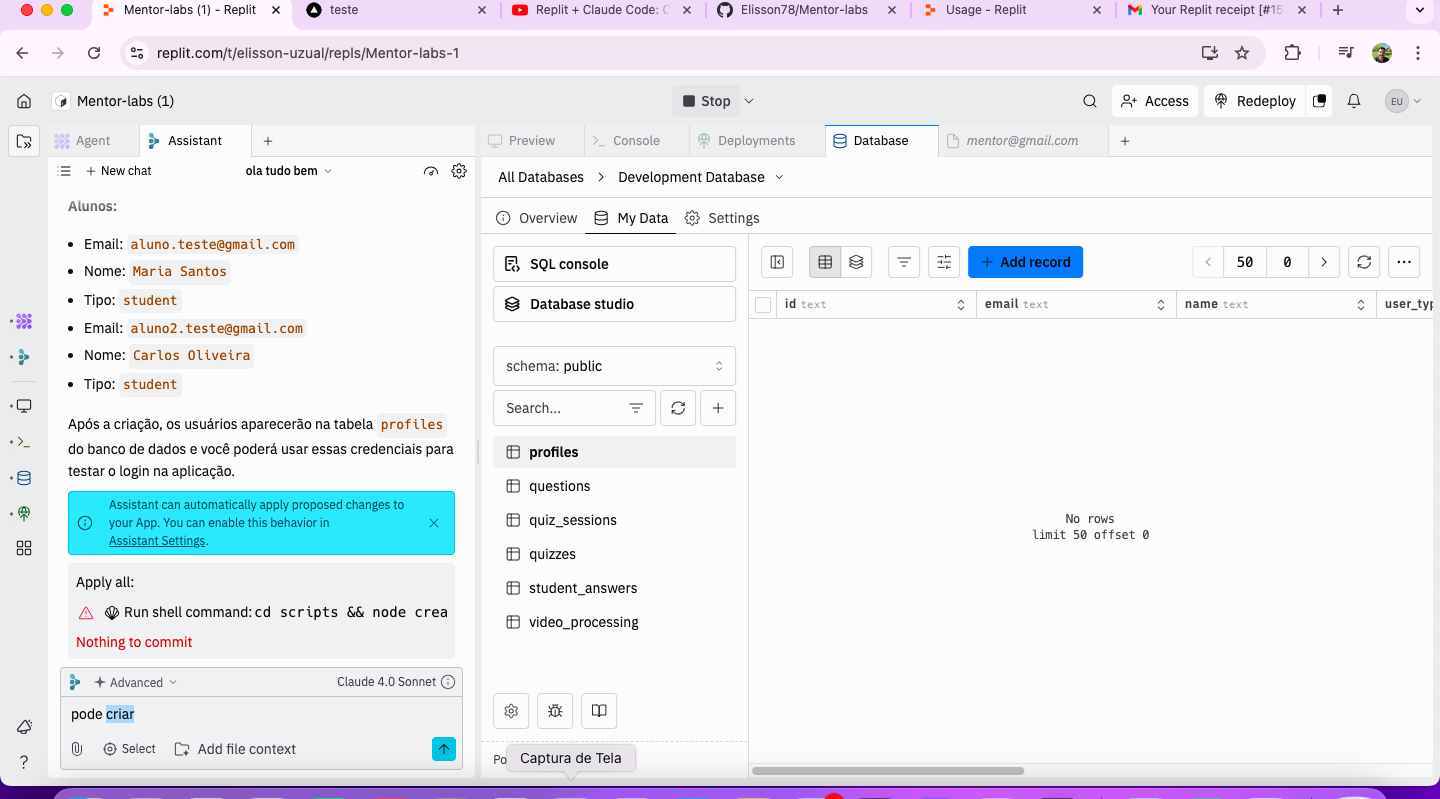 Mentor-labs (1) - Replit
teste
Replit + Claude Code: C
Elisson78/Mentor-labs
Usage - Replit
Your Replit receipt [#15
replit.com/t/elisson-uzual/repls/Mentor-labs-1
Mentor-labs (1)
Stop
Access
Redeploy
EU
Agent
Assistant
Preview
Console
Deployments
Database
mentor@gmail.com
New chat
ola tudo bem
Alunos:
Email: aluno.teste@gmail.com
Nome: Maria Santos
Tipo: student
Email: aluno2.teste@gmail.com
Nome: Carlos Oliveira
Tipo: student
Após a criação, os usuários aparecerão na tabela profiles
do banco de dados e você poderá usar essas credenciais para
testar o login na aplicação.
Assistant can automatically apply proposed changes to
your App. You can enable this behavior in
Assistant Settings.
Apply all:
Run shell command: cd scripts && node crea
Nothing to commit
Advanced
Claude 4.0 Sonnet
pode criar
Select
Add file context
All Databases
Development Database
Overview
My Data
Settings
SQL console
Database studio
schema: public
Search...
profiles
questions
quiz_sessions
quizzes
student_answers
video_processing
Po
Captura de Tela
Add record
50
0
id text
email text
name text
user_typ
No rows
limit 50 offset 0